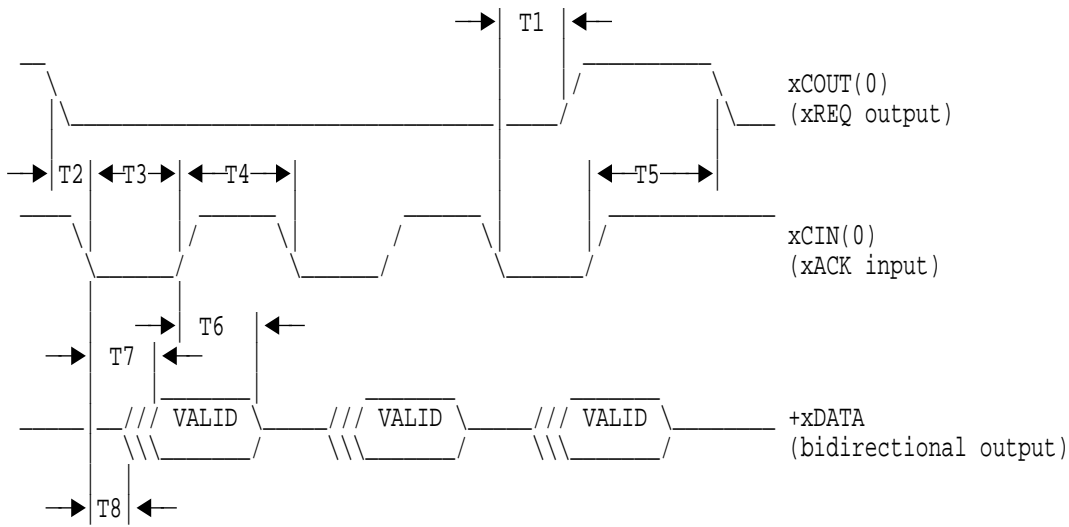 T1
xCOUT(0)
(xREQ output)
T2 T3 T4 T5
xCIN(0)
(xACK input)
T6
T7
VALID VALID VALID +xDATA
(bidirectional output)
T8